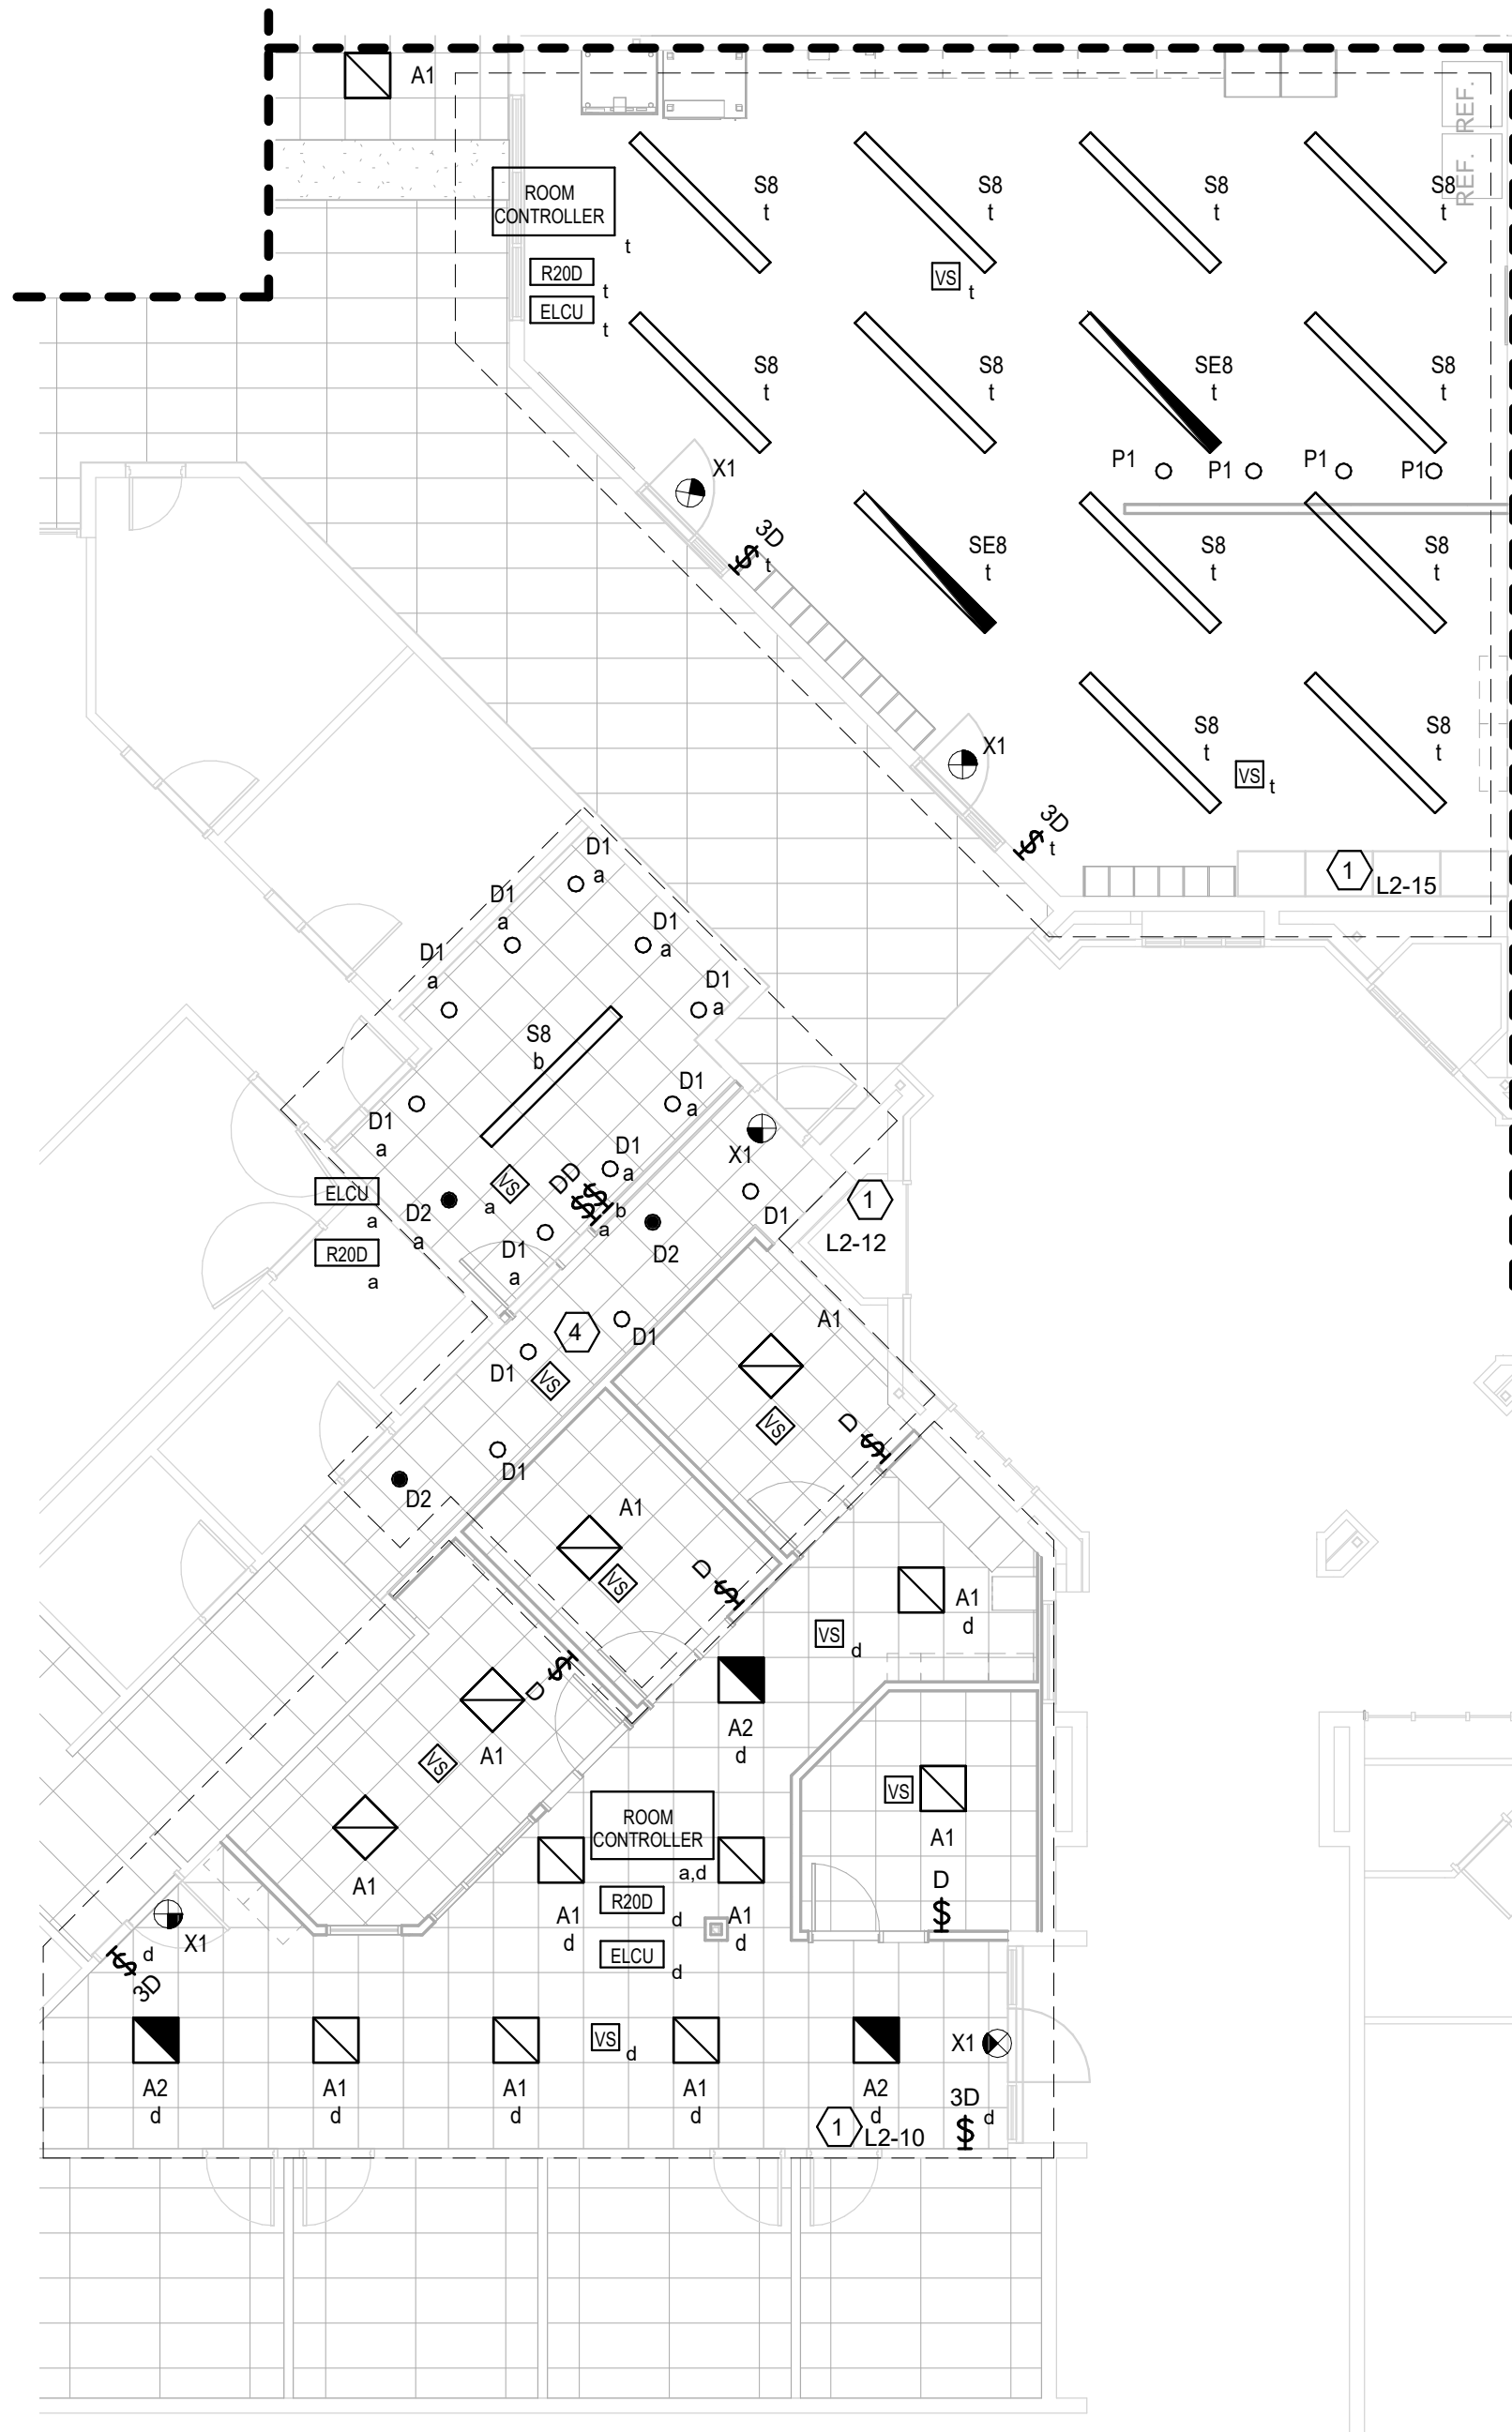 A1
REF.
REF.
ROOM
CONTROLLER
t
S8
t
S8
t
S8
t
S8
t
R20D
t
ELCU
t
VS
t
S8
t
S8
t
SE8
t
S8
t
P1
P1
P1
P1
X1
3D
t
SE8
t
S8
t
S8
t
X1
S8
t
S8
t
VS
t
3D
t
1
L2-15
D1
a
D1
a
D1
a
D1
a
D1
a
S8
b
D1
a
D1
a
D1
a
X1
VS
a
DD
b
a
ELCU
a
R20D
a
D2
a
D1
a
D1
D2
1
L2-12
4
D1
D1
VS
A1
VS
D
D1
D2
A1
VS
D
A1
d
VS
d
D
A1
VS
A1
A2
d
VS
A1
D
ROOM
CONTROLLER
a,d
A1
d
R20D
d
A1
d
ELCU
d
X1
d
3D
VS
d
X1
A2
d
A1
d
A1
d
A1
d
A2
d
3D
d
1
L2-10